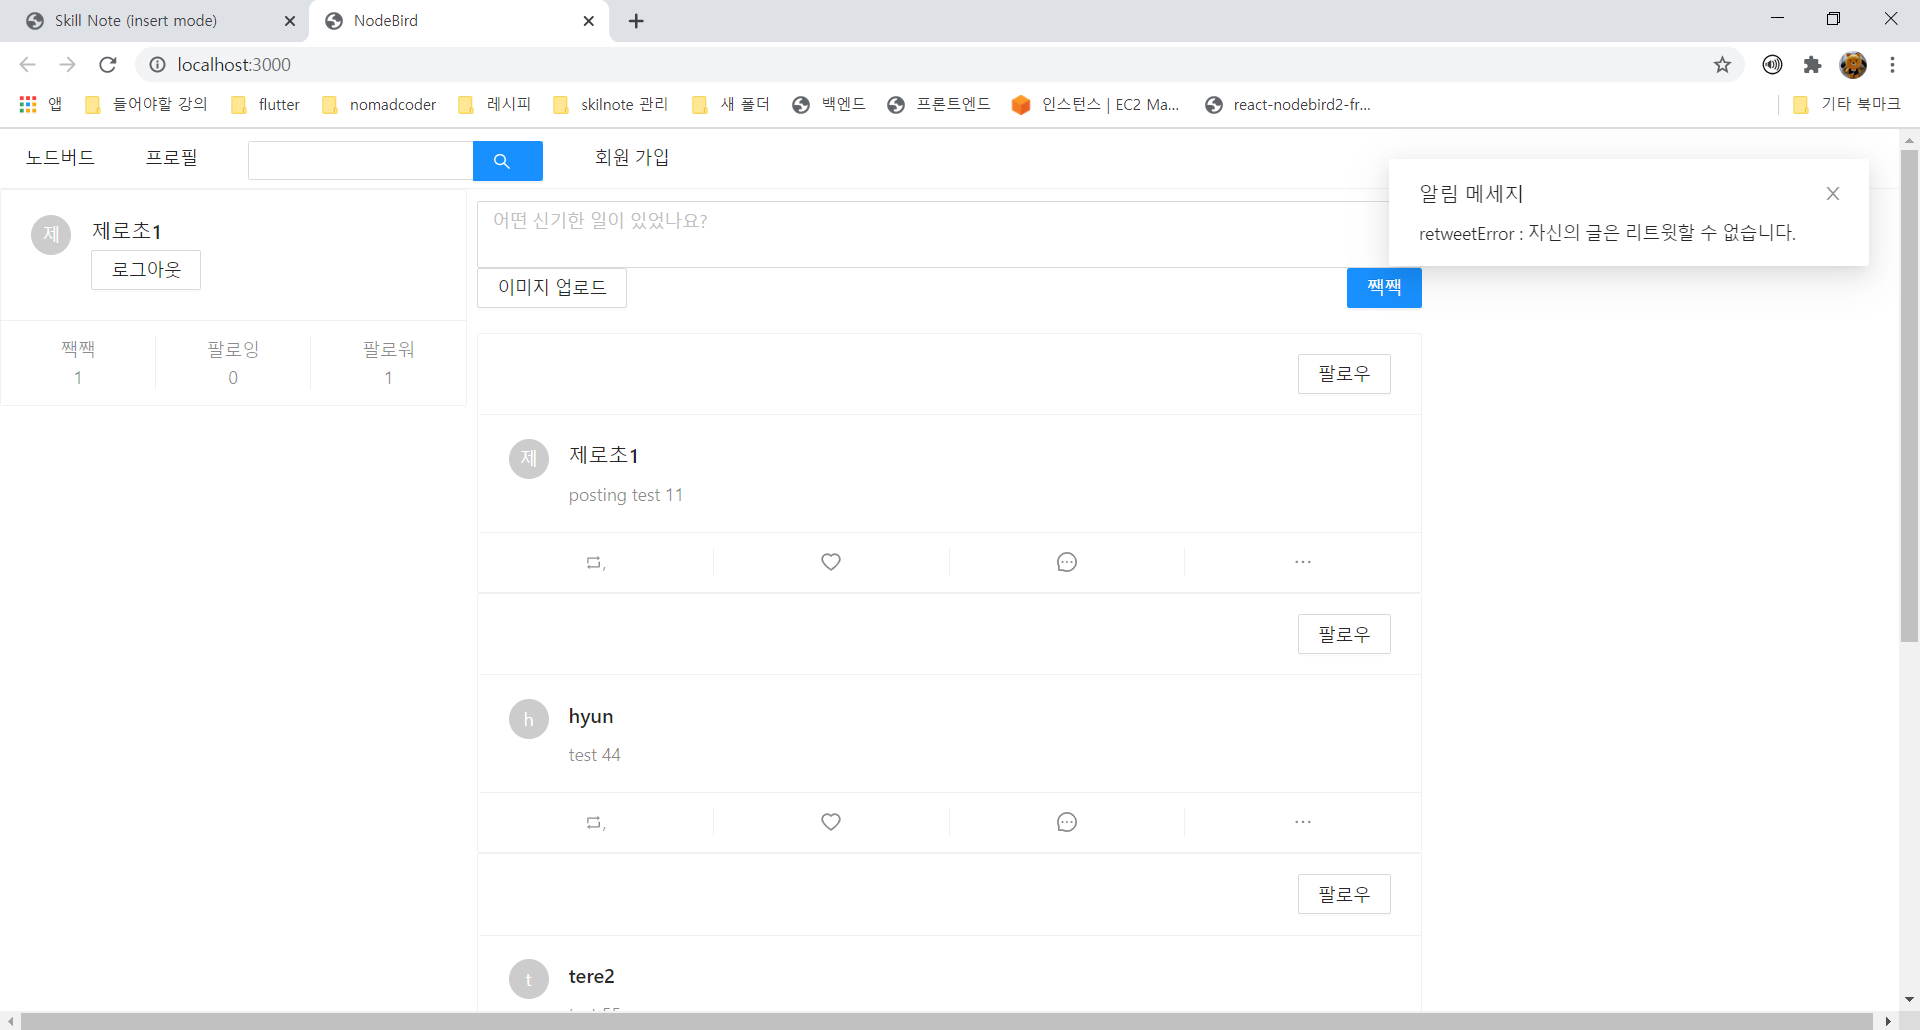 Skill Note (insert mode)
NodeBird
localhost:3000
앱
들어야할 강의
flutter
nomadcoder
레시피
skilnote 관리
새 폴더
백엔드
프론트엔드
인스턴스 | EC2 Ma...
react-nodebird2-fr...
기타 북마크
노드버드
프로필
회원 가입
알림 메세지
retweetError : 자신의 글은 리트윗할 수 없습니다.
제
제로초1
로그아웃
짹짹
1
팔로잉
0
팔로워
1
어떤 신기한 일이 있었나요?
이미지 업로드
짹짹
팔로우
제
제로초1
posting test 11
팔로우
h
hyun
test 44
팔로우
t
tere2